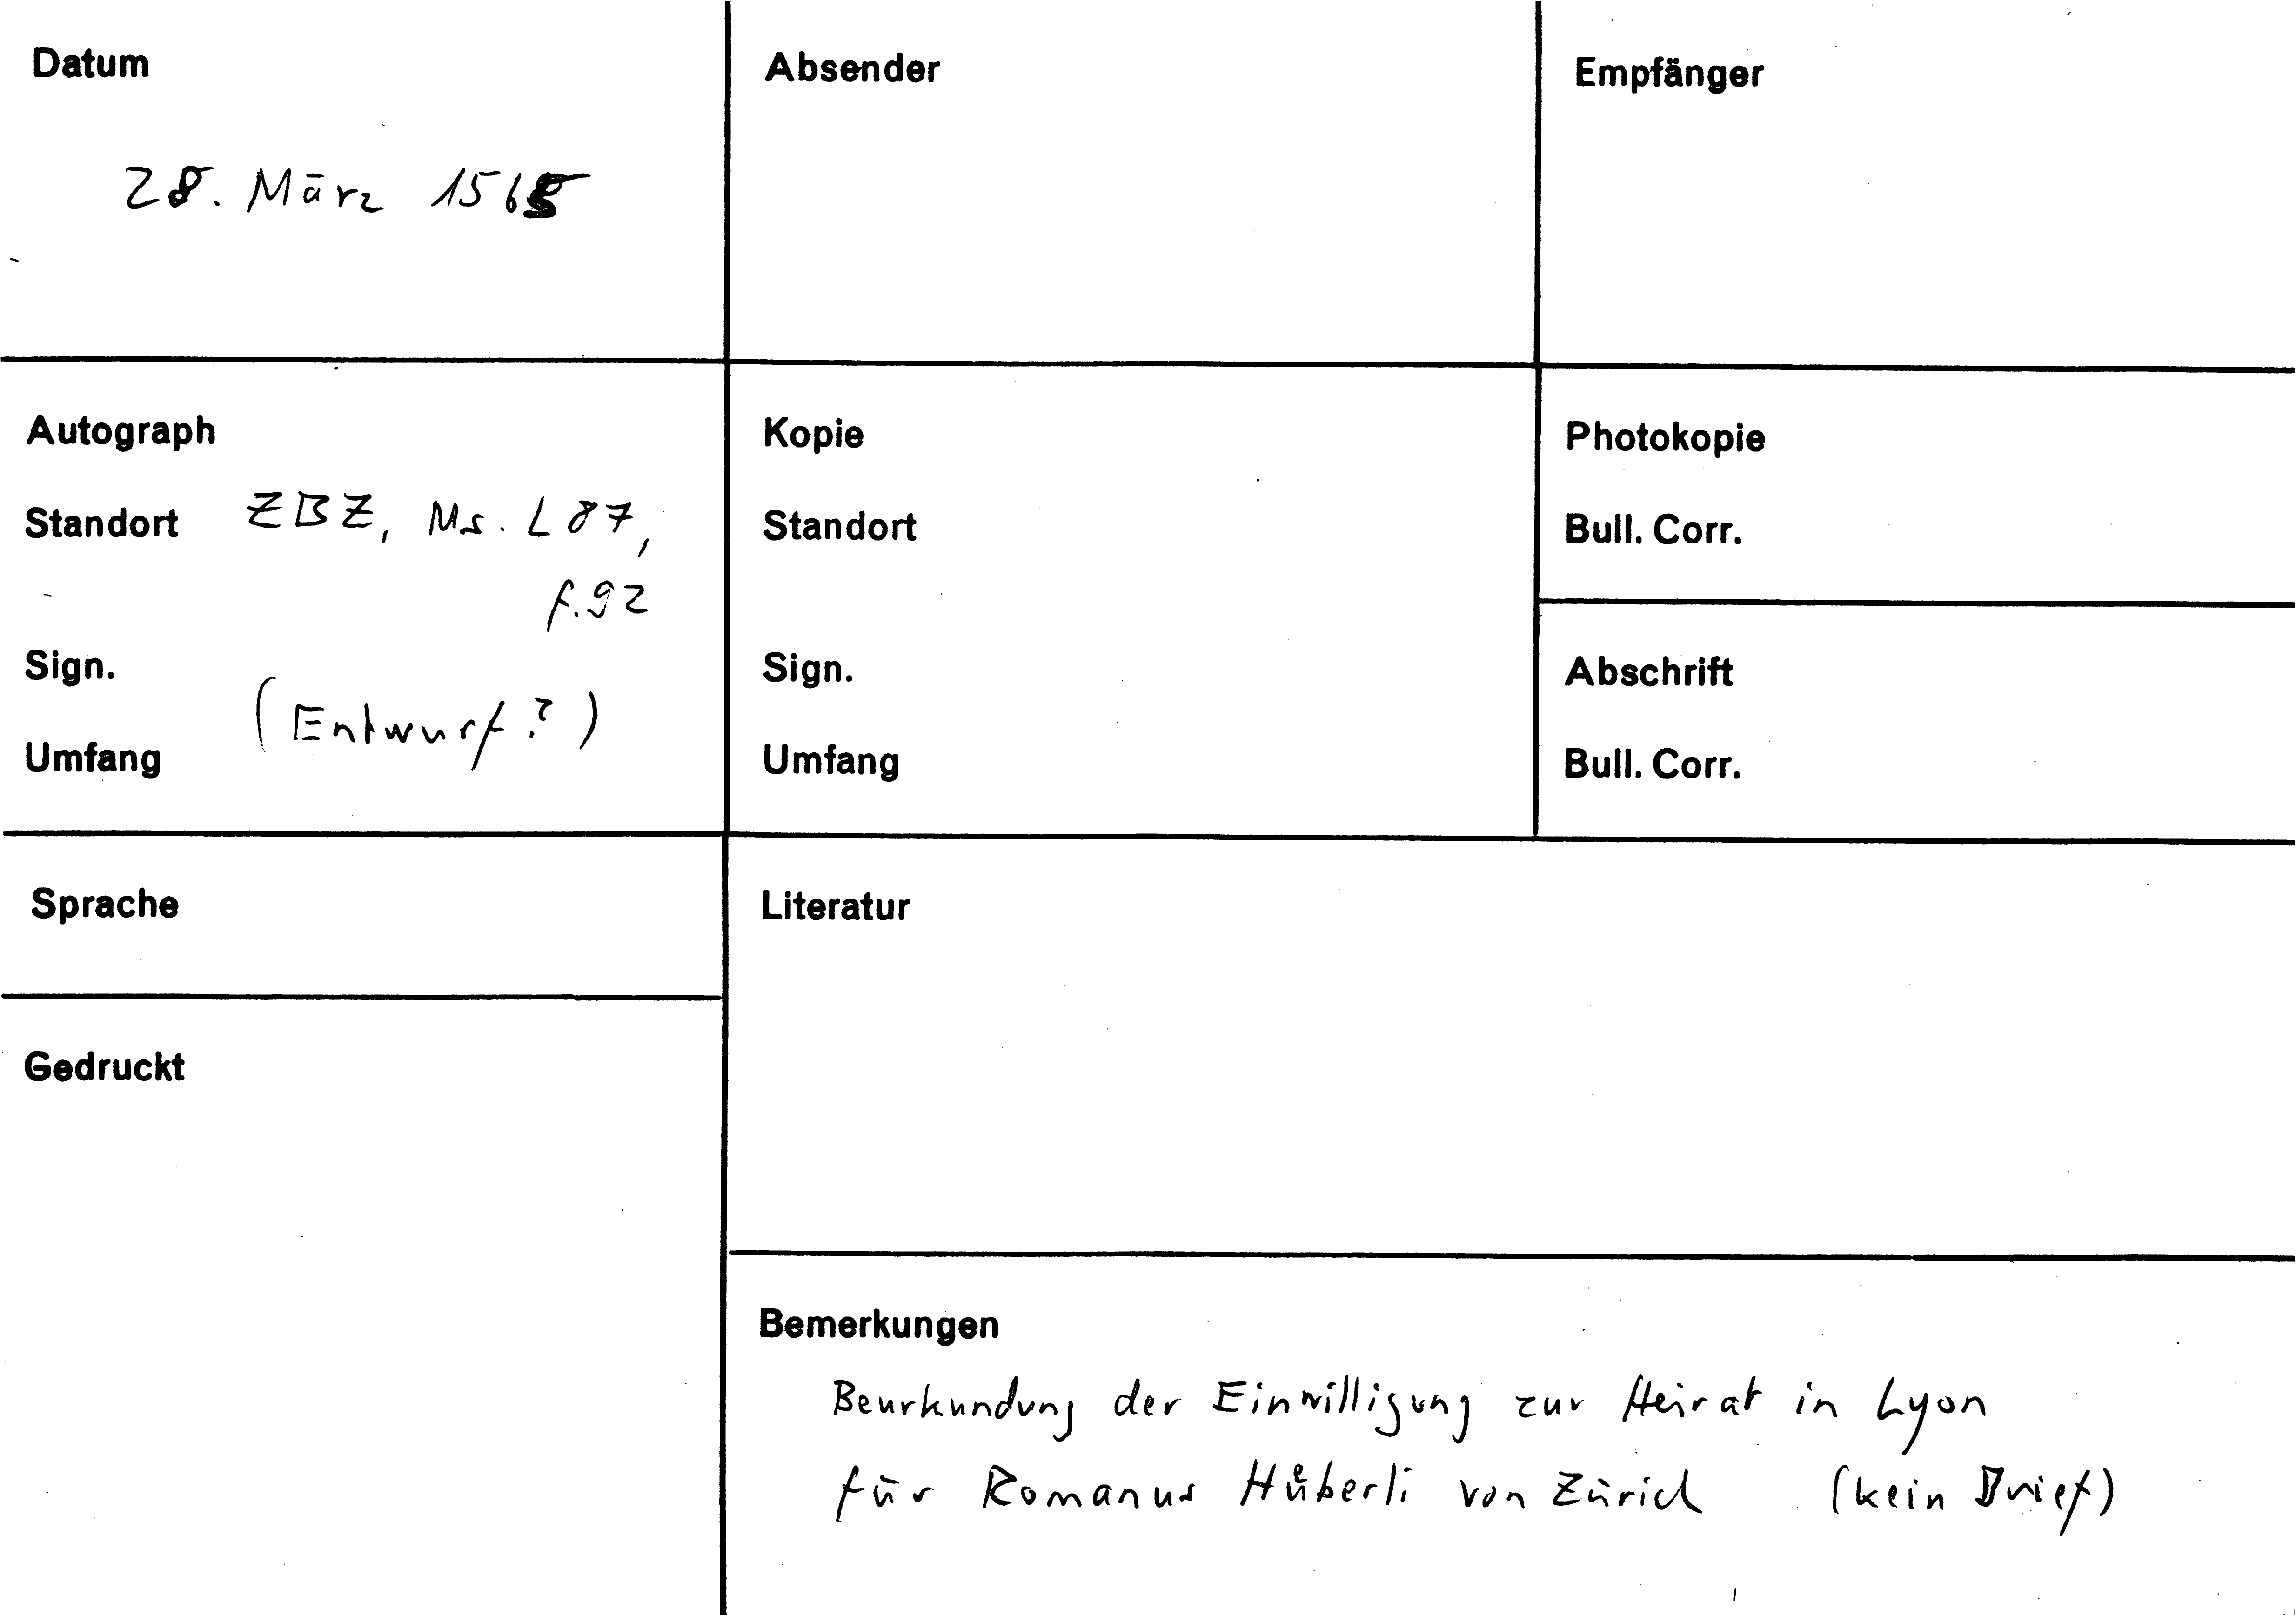 Datum
Absender
Empfänger
28. März
Autograph
Kopie
Photokopie
Standort ZBZ, Ms. L 87,
f. 92
Standort
Bull. Corr.
Sign.
(Entwurf?)
Umfang
Sign.
Umfang
Abschrift
Bull. Corr.
Sprache
Literatur
Gedruckt
Bemerkungen
Beurkundung der Einwilligung zur Heirat in Lyon
für Romanus Huͤberli von Zürich (kein Brief)